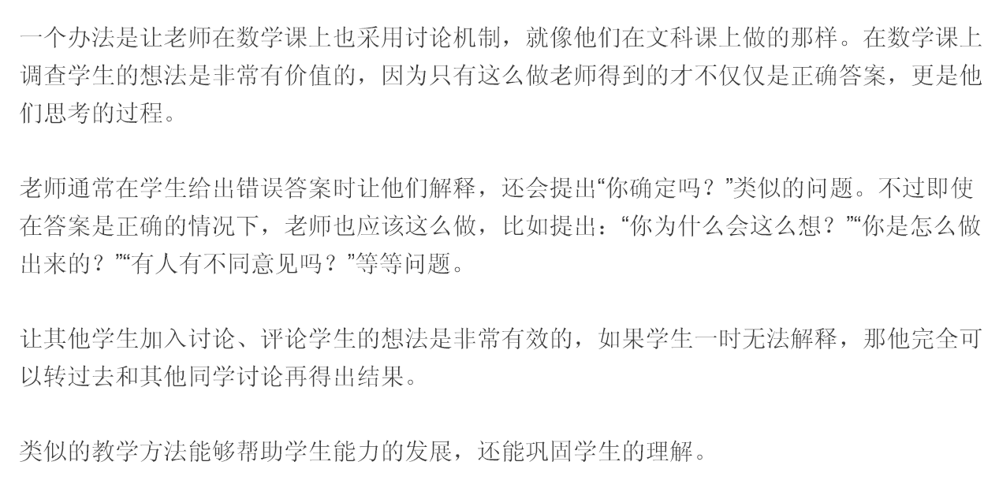 一个办法是让老师在数学课上也采用讨论机制，就像他们在文科课上做的那样。在数学课上
调查学生的想法是非常有价值的，因为只有这么做老师得到的才不仅仅是正确答案，更是他
们思考的过程。
老师通常在学生给出错误答案时让他们解释，还会提出“你确定吗？”类似的问题。不过即使
在答案是正确的情况下，老师也应该这么做，比如提出：“你为什么会这么想？”“你是怎么做
出来的？”“有人有不同意见吗？”等等问题。
让其他学生加入讨论、评论学生的想法是非常有效的，如果学生一时无法解释，那他完全可
以转过去和其他同学讨论再得出结果。
类似的教学方法能够帮助学生能力的发展，还能巩固学生的理解。